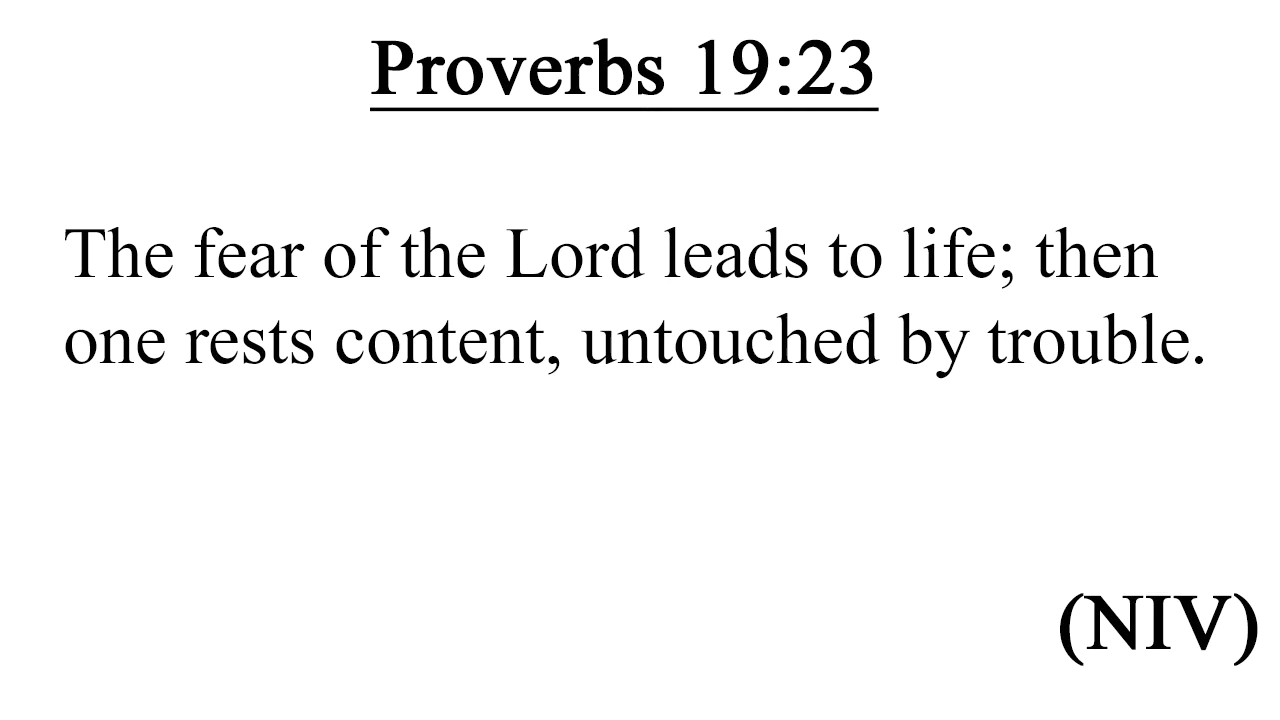 Proverbs 19:23
The fear of the Lord leads to life; then
one rests content, untouched by trouble.
(NIV)